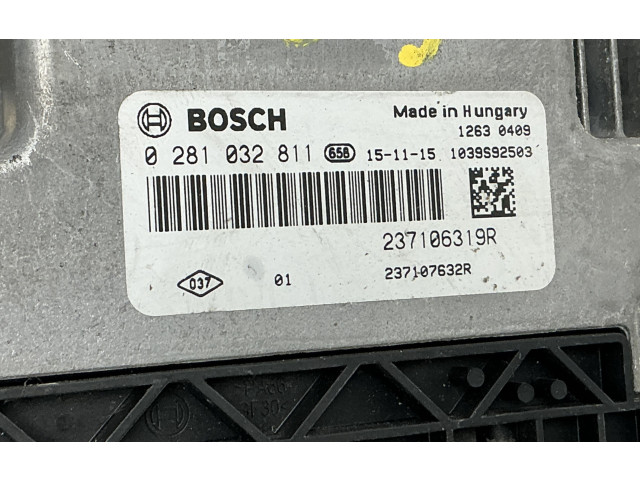 BOSCH
Made in Hungary
1263 0409
0 281 032 811 658 15-11-15 1039S92503
237106319R
037 01 237107632R